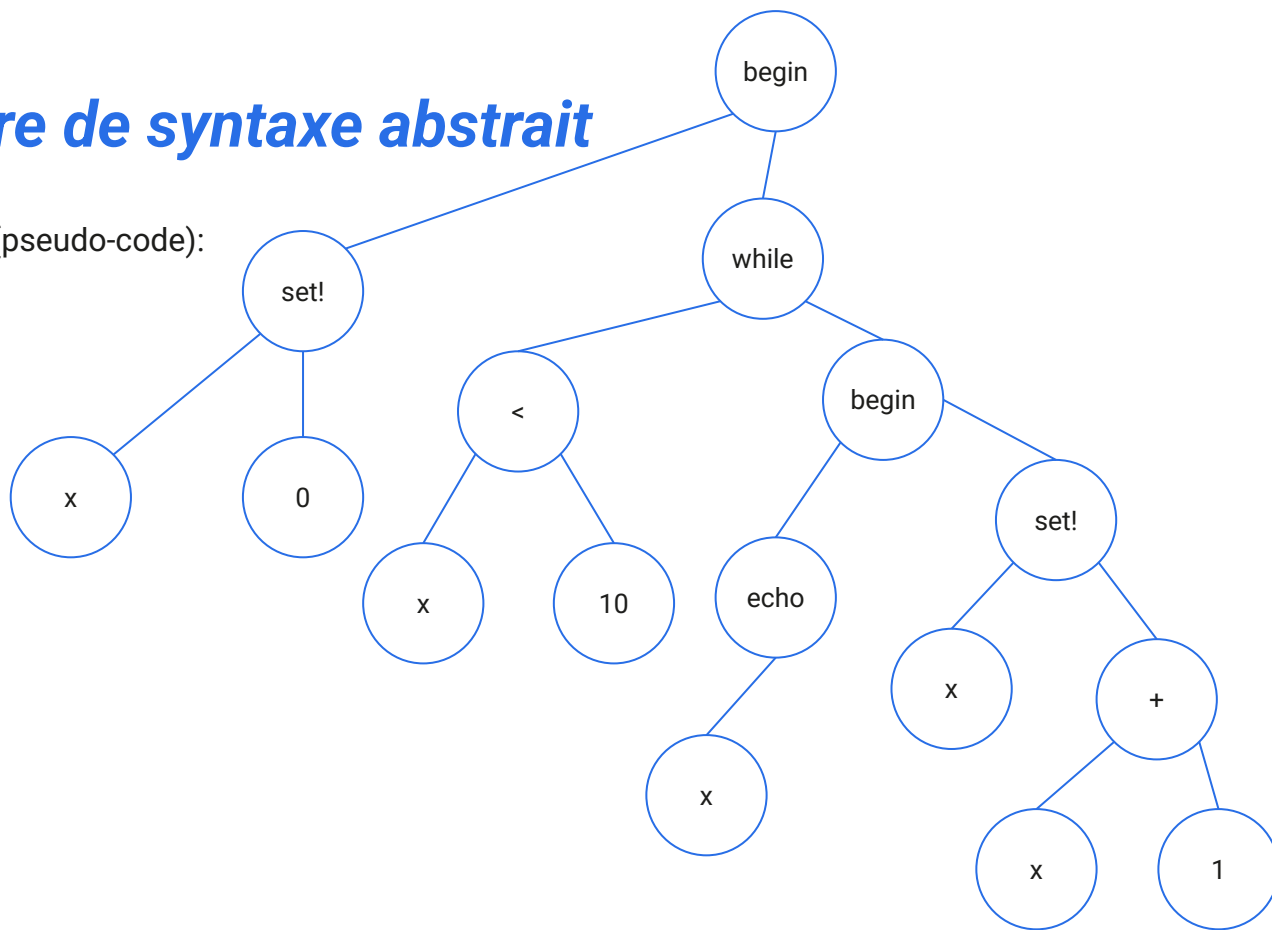 begin
re de syntaxe abstrait
(pseudo-code):
while
set!
begin
<
x
0
set!
x
10
echo
x
+
x
x
1